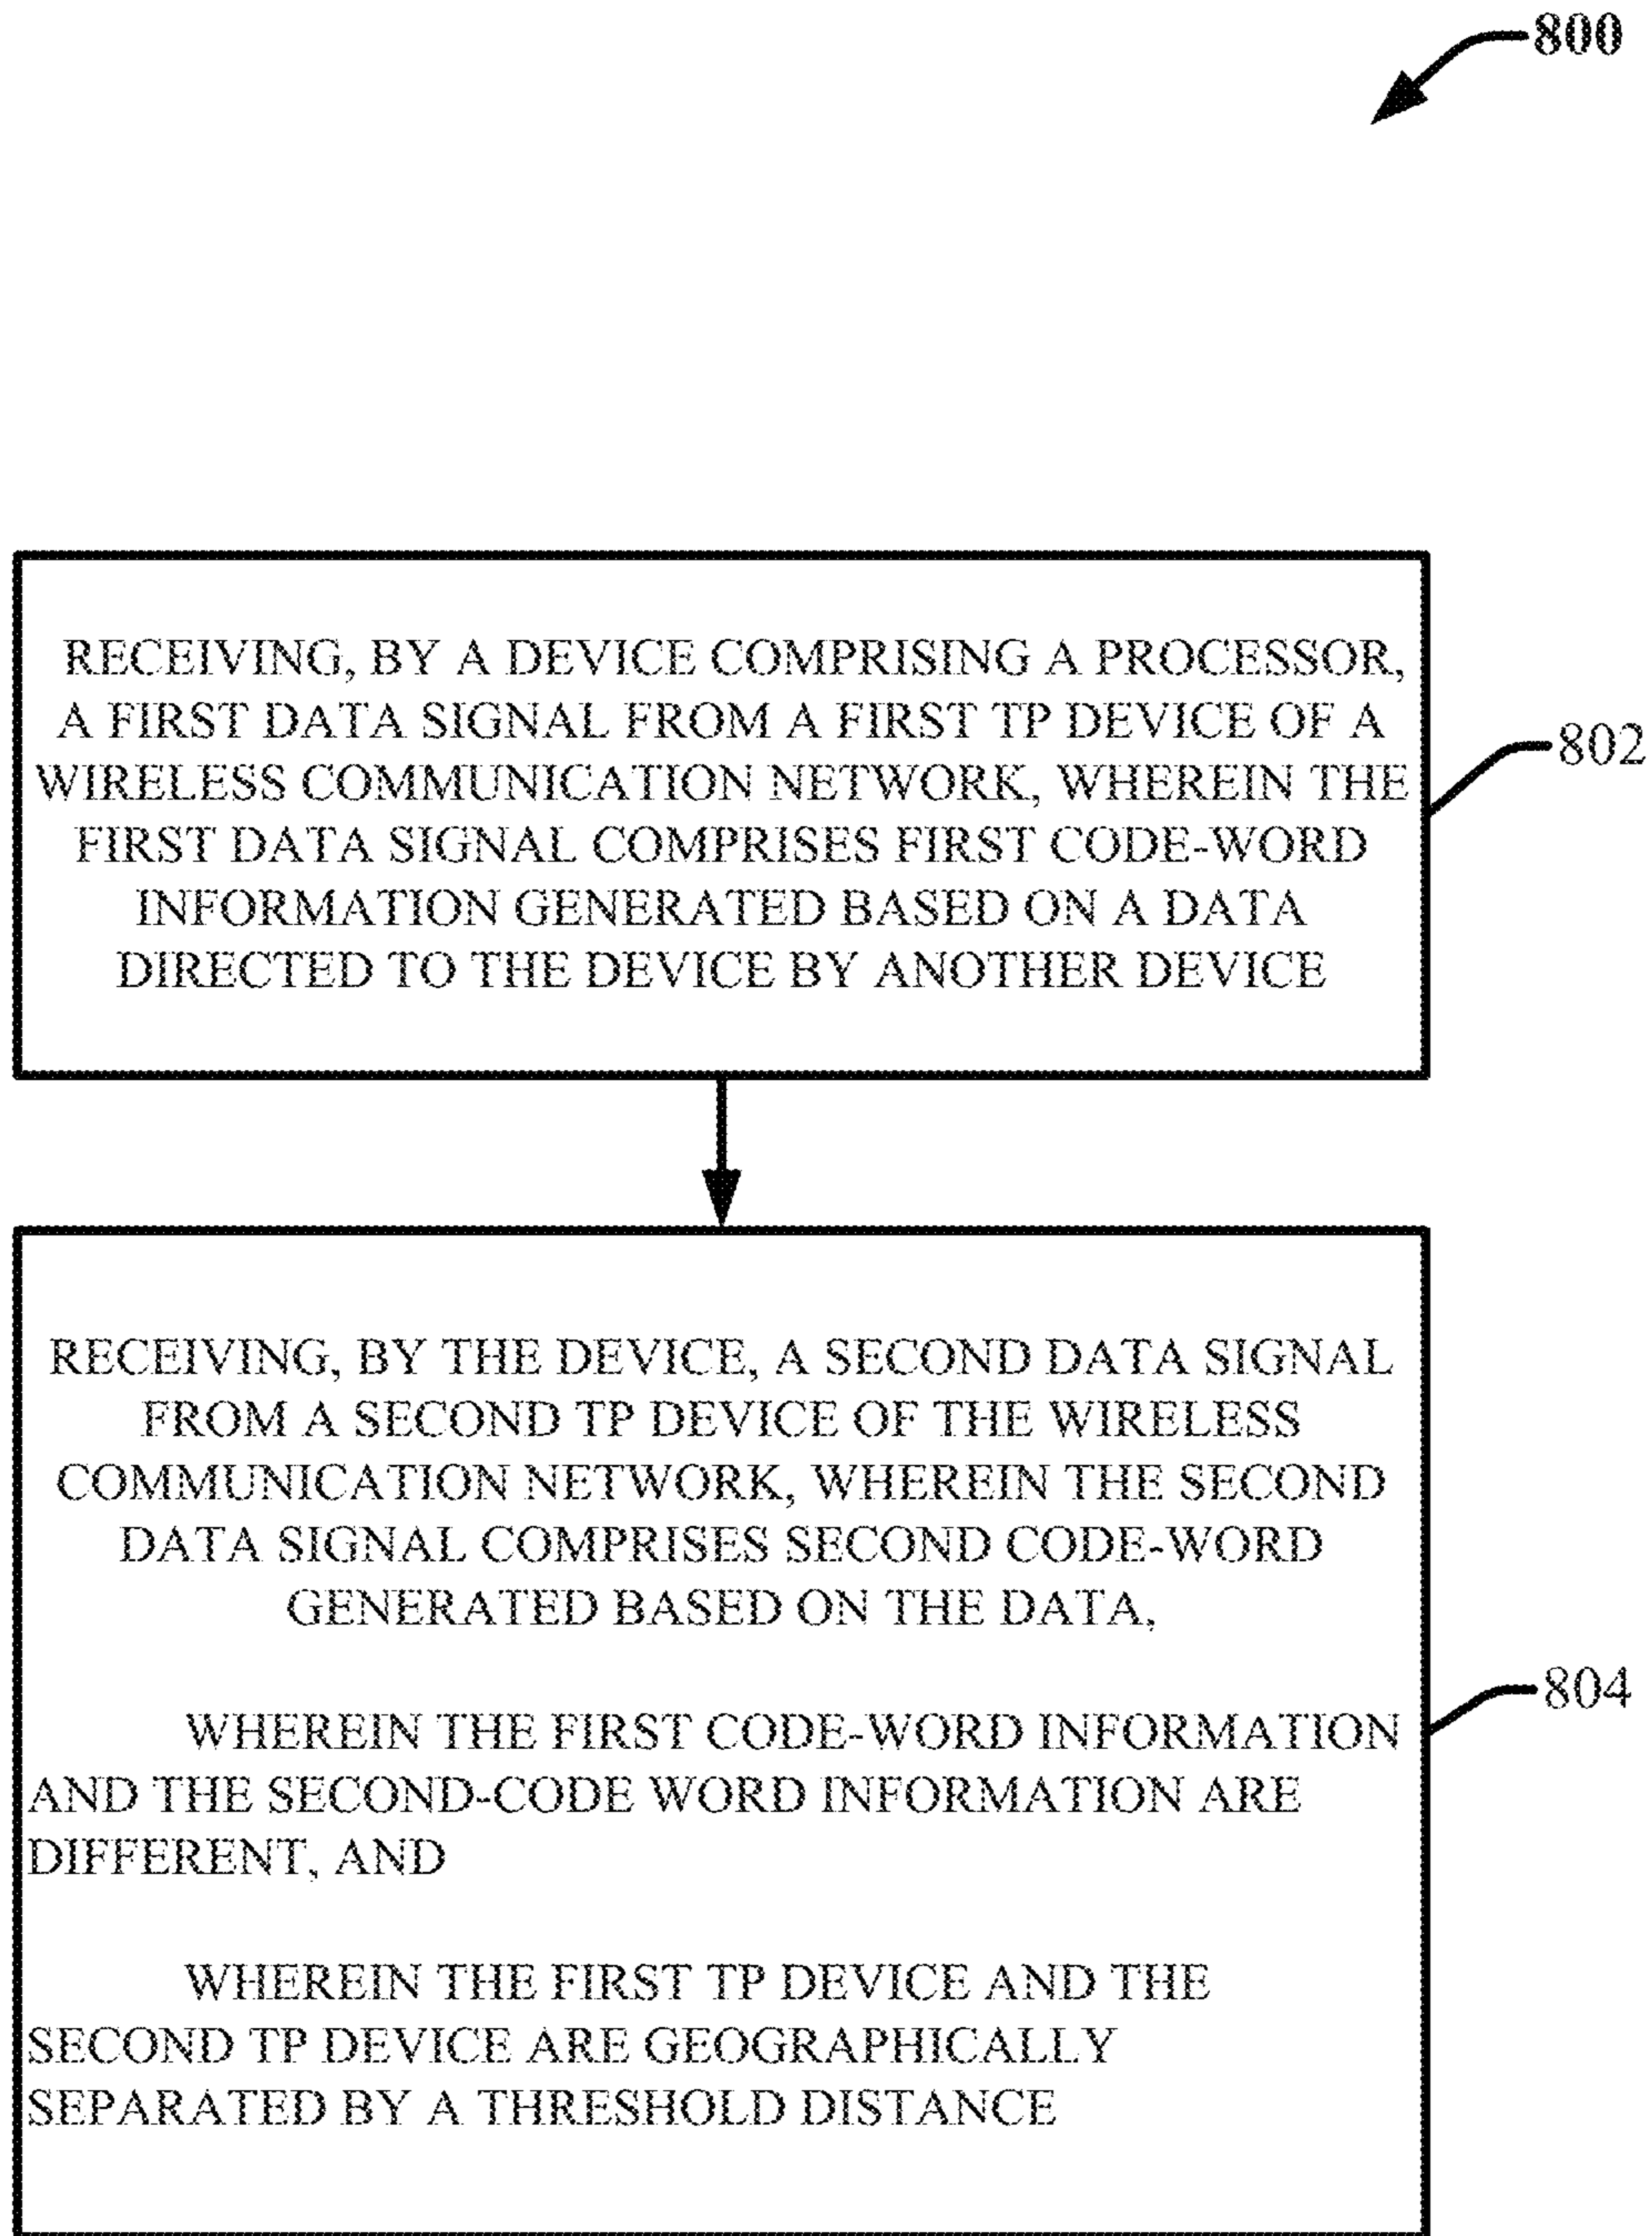 800
RECEIVING, BY A DEVICE COMPRISING A PROCESSOR,
A FIRST DATA SIGNAL FROM A FIRST TP DEVICE OF A
WIRELESS COMMUNICATION NETWORK, WHEREIN THE
FIRST DATA SIGNAL COMPRISES FIRST CODE-WORD
INFORMATION GENERATED BASED ON A DATA
DIRECTED TO THE DEVICE BY ANOTHER DEVICE
802
RECEIVING, BY THE DEVICE, A SECOND DATA SIGNAL
FROM A SECOND TP DEVICE OF THE WIRELESS
COMMUNICATION NETWORK, WHEREIN THE SECOND
DATA SIGNAL COMPRISES SECOND CODE-WORD
GENERATED BASED ON THE DATA,
WHEREIN THE FIRST CODE-WORD INFORMATION
AND THE SECOND-CODE WORD INFORMATION ARE
DIFFERENT, AND
WHEREIN THE FIRST TP DEVICE AND THE
SECOND TP DEVICE ARE GEOGRAPHICALLY
SEPARATED BY A THRESHOLD DISTANCE
804